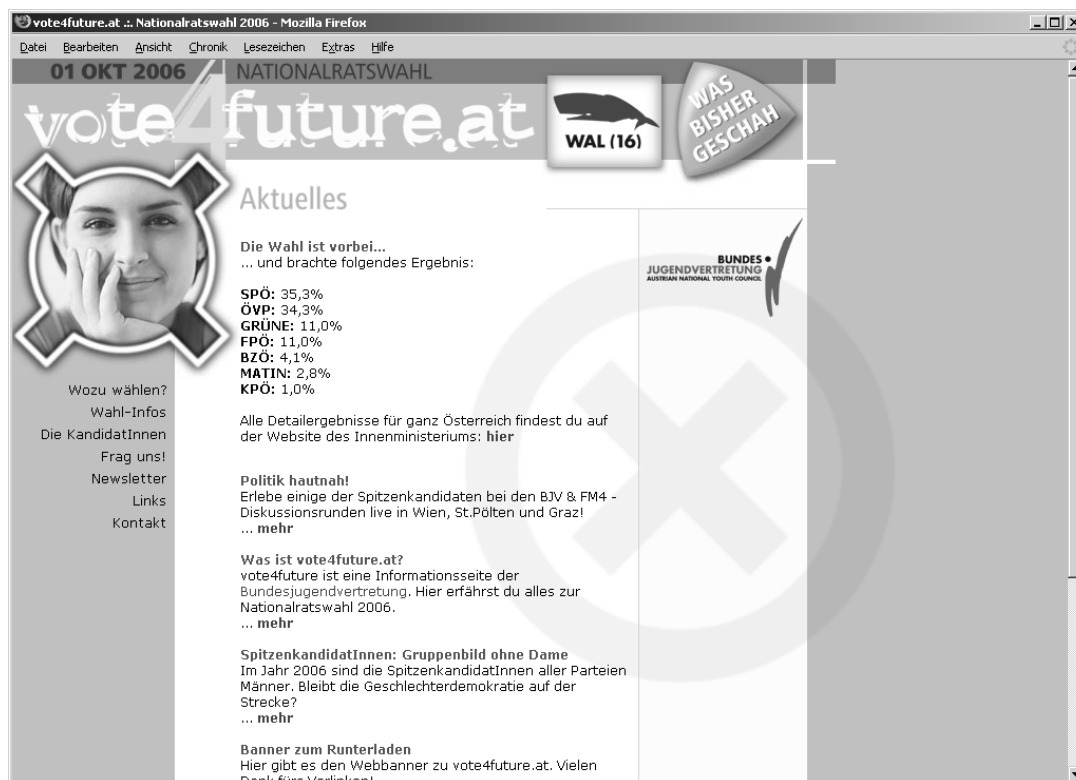 vote4future.at .:. Nationalratswahl 2006 - Mozilla Firefox
Datei Bearbeiten Ansicht Chronik Lesezeichen Extras Hilfe
01 OKT 2006 NATIONALRATSWAHL
vote4future.at
WAL (16)
WAS
BISHER
GESCHAH
Aktuelles
BUNDES
JUGENDVERTRETUNG
AUSTRIAN NATIONAL YOUTH COUNCIL
Wozu wählen?
Wahl-Infos
Die KandidatInnen
Frag uns!
Newsletter
Links
Kontakt
Die Wahl ist vorbei...
... und brachte folgendes Ergebnis:
SPÖ: 35,3%
ÖVP: 34,3%
GRÜNE: 11,0%
FPÖ: 11,0%
BZÖ: 4,1%
MATIN: 2,8%
KPÖ: 1,0%
Alle Detailergebnisse für ganz Österreich findest du auf
der Website des Innenministeriums: hier
Politik hautnah!
Erlebe einige der Spitzenkandidaten bei den BJV & FM4 -
Diskussionsrunden live in Wien, St.Pölten und Graz!
... mehr
Was ist vote4future.at?
vote4future ist eine Informationsseite der
Bundesjugendvertretung. Hier erfährst du alles zur
Nationalratswahl 2006.
... mehr
SpitzenkandidatInnen: Gruppenbild ohne Dame
Im Jahr 2006 sind die SpitzenkandidatInnen aller Parteien
Männer. Bleibt die Geschlechterdemokratie auf der
Strecke?
... mehr
Banner zum Runterladen
Hier gibt es den Webbanner zu vote4future.at. Vielen
Dank fürs Verlinken!